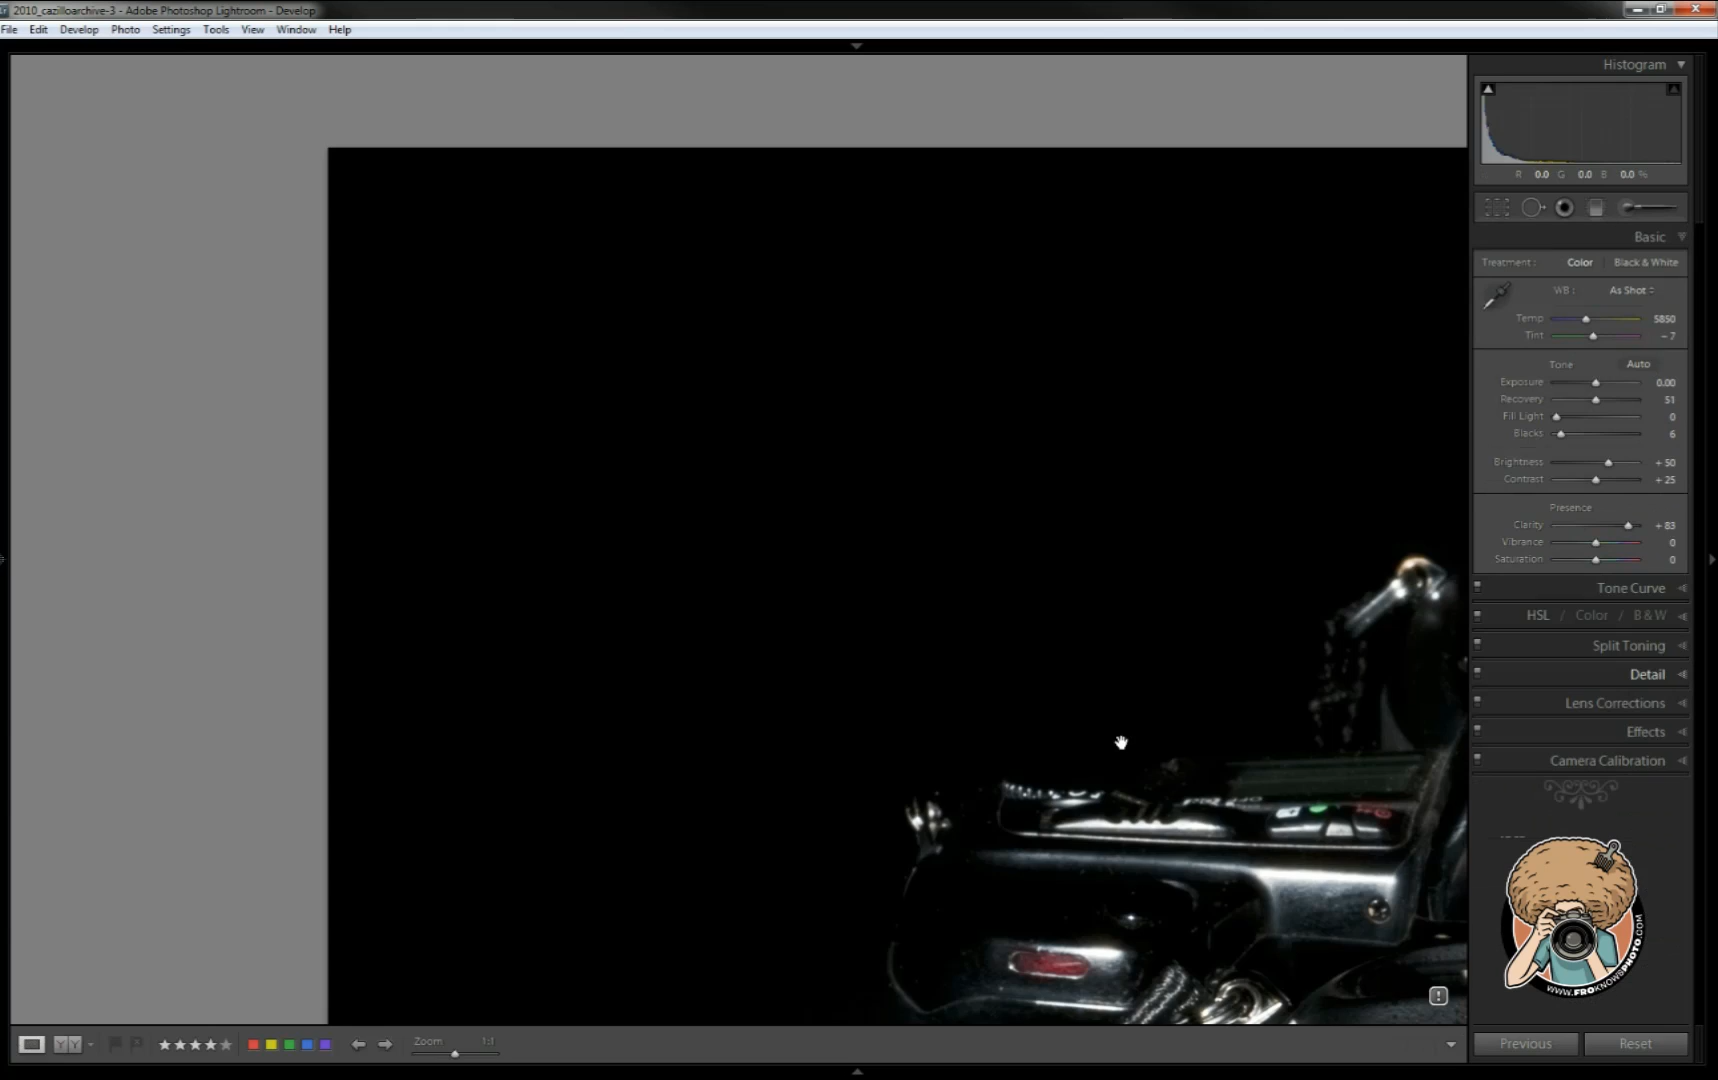 2010_cazilloarchive-3 - Adobe Photoshop Lightroom - Develop
File Edit Develop Photo Settings Tools View Window Help
Histogram
R 0.0 G 0.0 B 0.0 %
Basic
Treatment : Color Black & White
WB : As Shot
Temp 5850
Tint - 7
Tone Auto
Exposure 0.00
Recovery 51
Fill Light 0
Blacks 6
Brightness + 50
Contrast + 25
Presence
Clarity + 83
Vibrance 0
Saturation 0
Tone Curve
HSL / Color / B & W
Split Toning
Detail
Lens Corrections
Effects
Camera Calibration
WWW.FROKNOWSPHOTO.COM
Zoom 1:1
Previous Reset